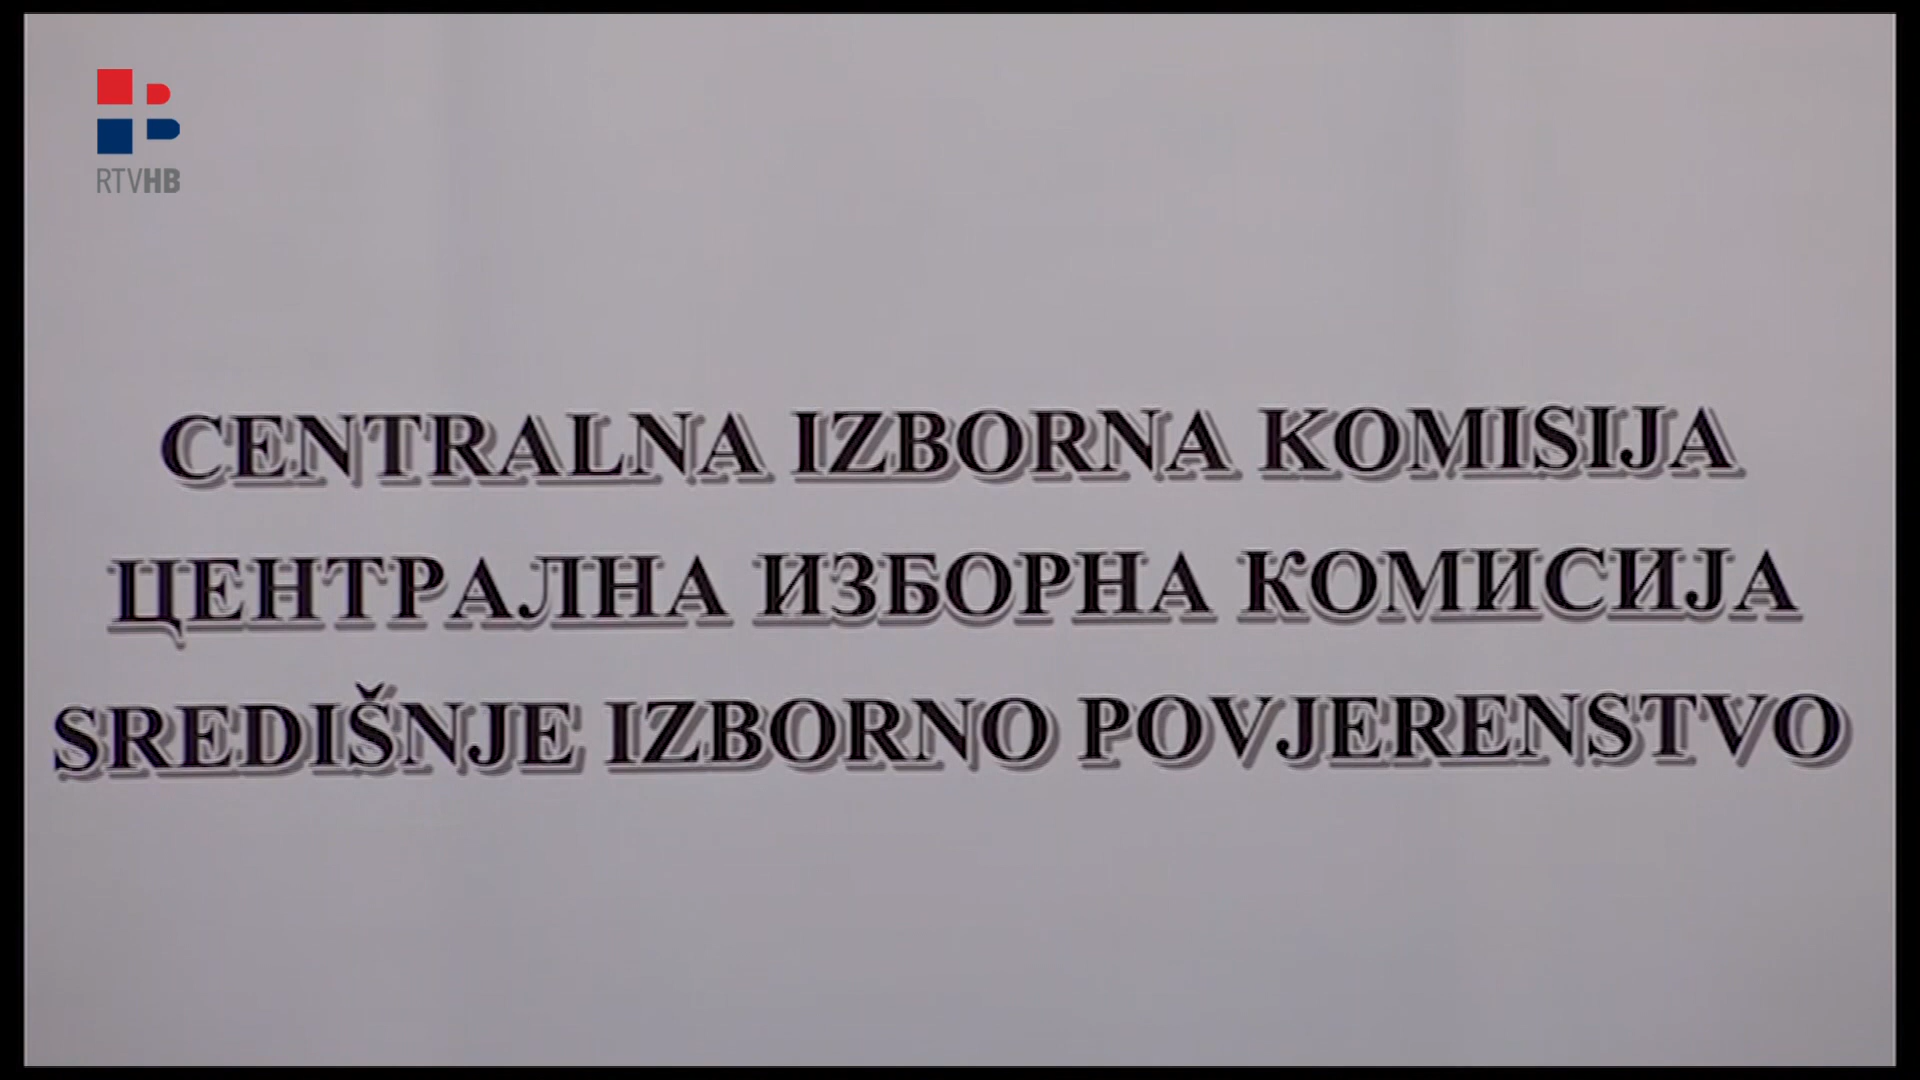 RTVHB
CENTRALNA IZBORNA KOMISIJA
ЦЕНТРАЛНА ИЗБОРНА КОМИСИЈА
SREDIŠNJE IZBORNO POVJERENSTVO